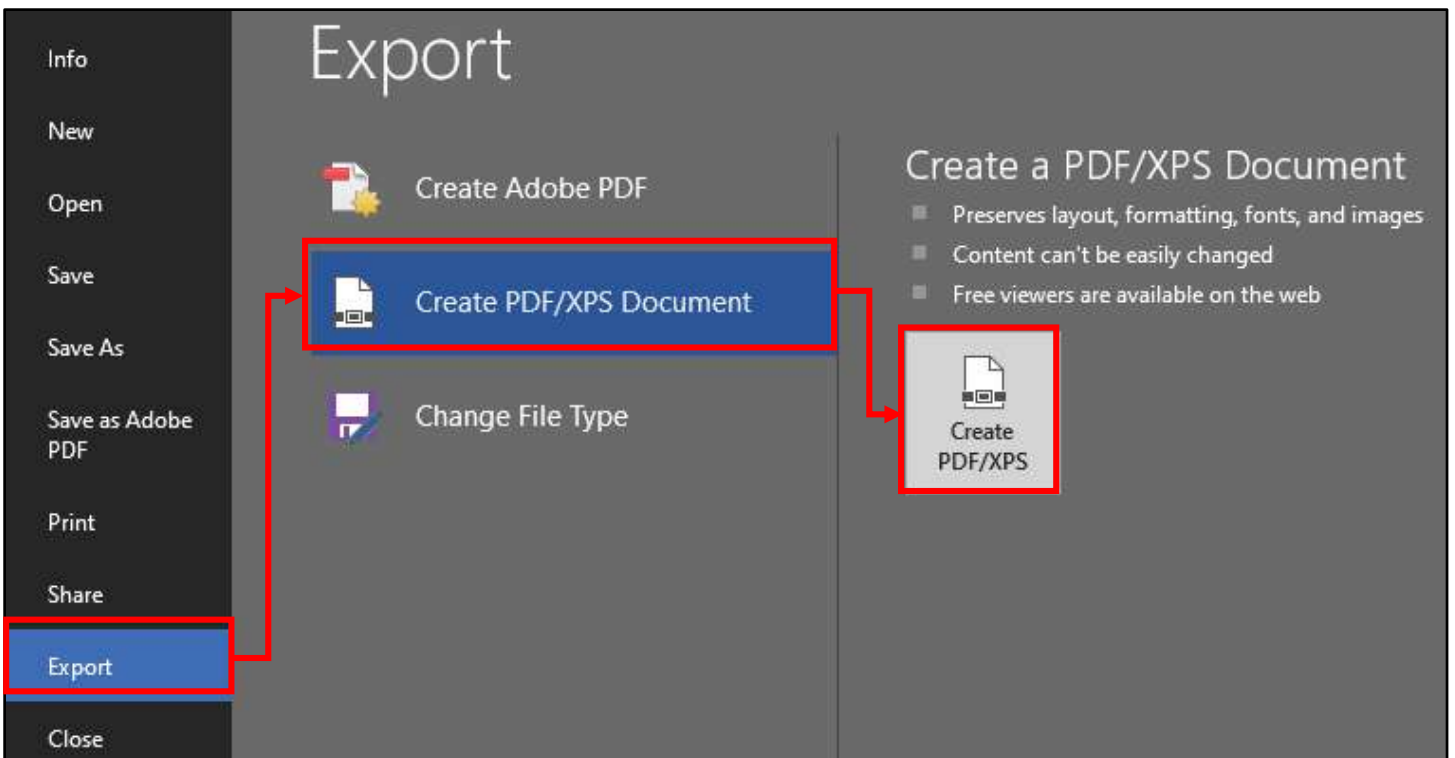 Info
New
Open
Save
Save As
Save as Adobe
PDF
Print
Share
Export
Close
Export
Create Adobe PDF
Create PDF/XPS Document
Change File Type
Create a PDF/XPS Document
Preserves layout, formatting, fonts, and images
Content can't be easily changed
Free viewers are available on the web
Create
PDF/XPS